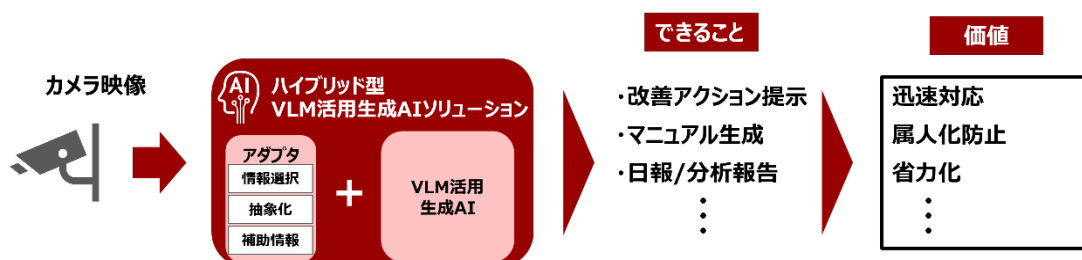 できること
価値
カメラ映像
AI
ハイブリッド型
VLM活用生成AIソリューション
アダプタ
情報選択
抽象化
補助情報
+
VLM活用
生成AI
・改善アクション提示
・マニュアル生成
・日報/分析報告
・
・
・
迅速対応
属人化防止
省力化
・
・
・